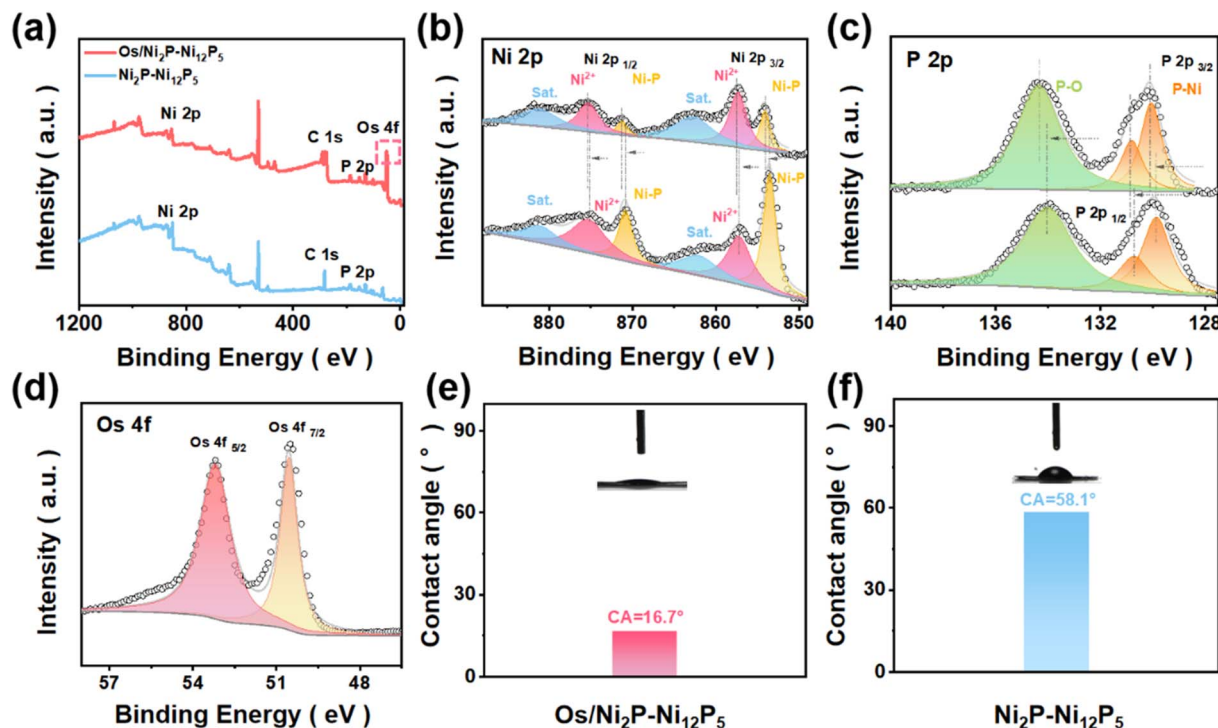 (a)
Os/Ni₂P-Ni₁₂P₅
Ni₂P-Ni₁₂P₅
Ni 2p
C 1s
Os 4f
P 2p
Ni 2p
C 1s
P 2p
Intensity ( a.u. )
1200 800 400 0
Binding Energy ( eV )
(b)
Ni 2p
Ni 2p 1/2
Ni 2p 3/2
Sat.
Ni²⁺
Ni-P
Sat.
Ni²⁺
Ni-P
Sat.
Ni²⁺
Ni-P
Sat.
Ni²⁺
Ni-P
Intensity ( a.u. )
880 870 860 850
Binding Energy ( eV )
(c)
P 2p
P 2p 3/2
P-O
P-Ni
P 2p 1/2
Intensity ( a.u. )
140 136 132 128
Binding Energy ( eV )
(d)
Os 4f
Os 4f 5/2
Os 4f 7/2
Intensity (a.u.)
57 54 51 48
Binding Energy ( eV )
(e)
Contact angle ( ° )
90
60
30
0
CA=16.7°
Os/Ni₂P-Ni₁₂P₅
(f)
Contact angle ( ° )
90
60
30
0
CA=58.1°
Ni₂P-Ni₁₂P₅